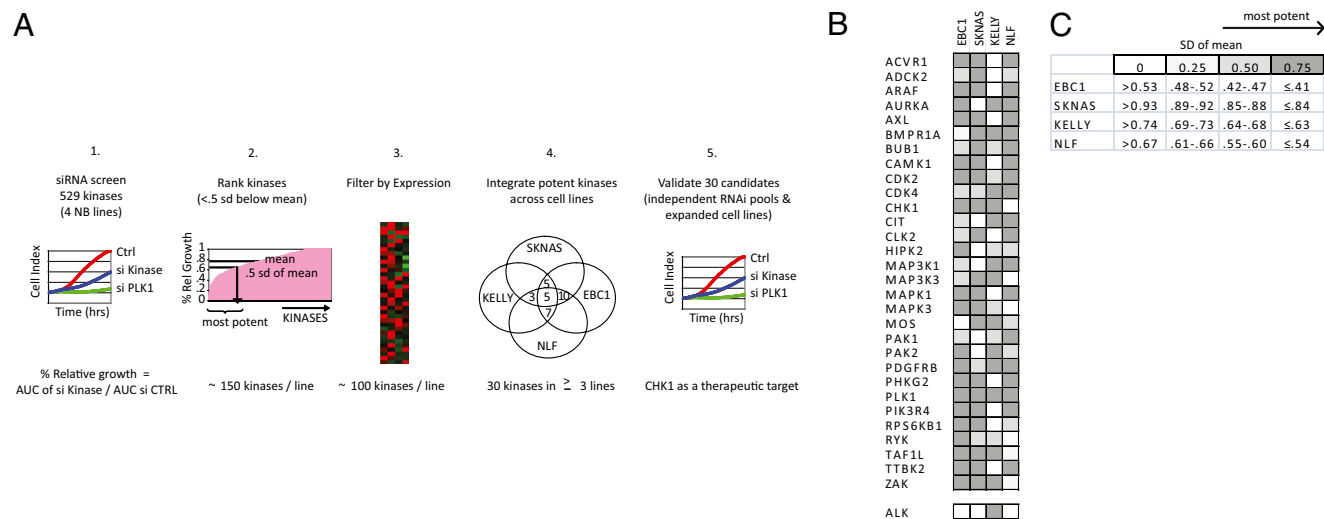 A
1.
siRNA screen
529 kinases
(4 NB lines)
Cell Index
Ctrl
si Kinase
si PLK1
Time (hrs)
% Relative growth =
AUC of si Kinase / AUC si CTRL
2.
Rank kinases
(<.5 sd below mean)
% Rel Growth
1
.8
.6
.4
.2
0
mean
.5 sd of mean
most potent
KINASES
~ 150 kinases / line
3.
Filter by Expression
~ 100 kinases / line
4.
Integrate potent kinases
across cell lines
SKNAS
5
KELLY
3
5
10
EBC1
7
NLF
30 kinases in ≥ 3 lines
5.
Validate 30 candidates
(independent RNAi pools &
expanded cell lines)
Cell Index
Ctrl
si Kinase
si PLK1
Time (hrs)
CHK1 as a therapeutic target
B
EBC1
SKNAS
KELLY
NLF
ACVR1
ADCK2
ARAF
AURKA
AXL
BMPR1A
BUB1
CAMK1
CDK2
CDK4
CHK1
CIT
CLK2
HIPK2
MAP3K1
MAP3K3
MAPK1
MAPK3
MOS
PAK1
PAK2
PDGFRB
PHKG2
PLK1
PIK3R4
RPS6KB1
RYK
TAF1L
TTBK2
ZAK
ALK
C
most potent
SD of mean
0 0.25 0.50 0.75
EBC1 >0.53 .48-.52 .42-.47 ≤.41
SKNAS >0.93 .89-.92 .85-.88 ≤.84
KELLY >0.74 .69-.73 .64-.68 ≤.63
NLF >0.67 .61-.66 .55-.60 ≤.54